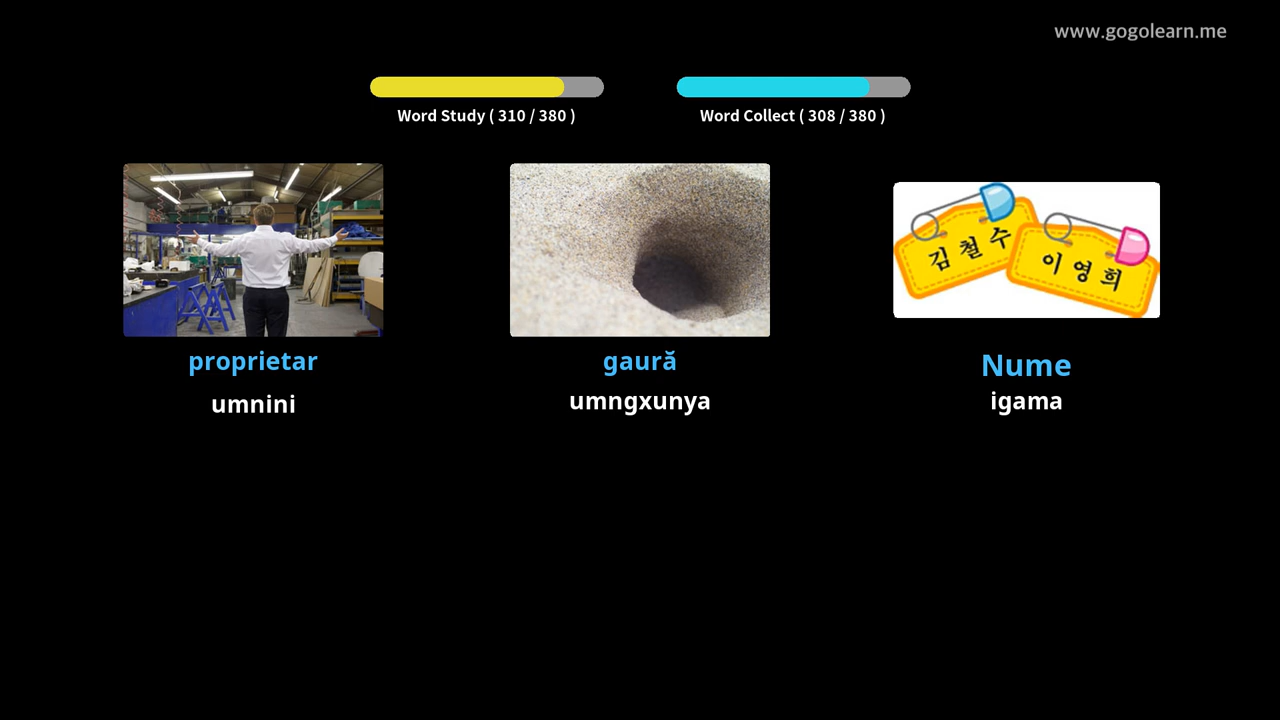 www.gogolearn.me
Word Study ( 310 / 380 )
Word Collect ( 308 / 380 )
김철수
이영희
proprietar
gaură
Nume
umnini
umngxunya
igama